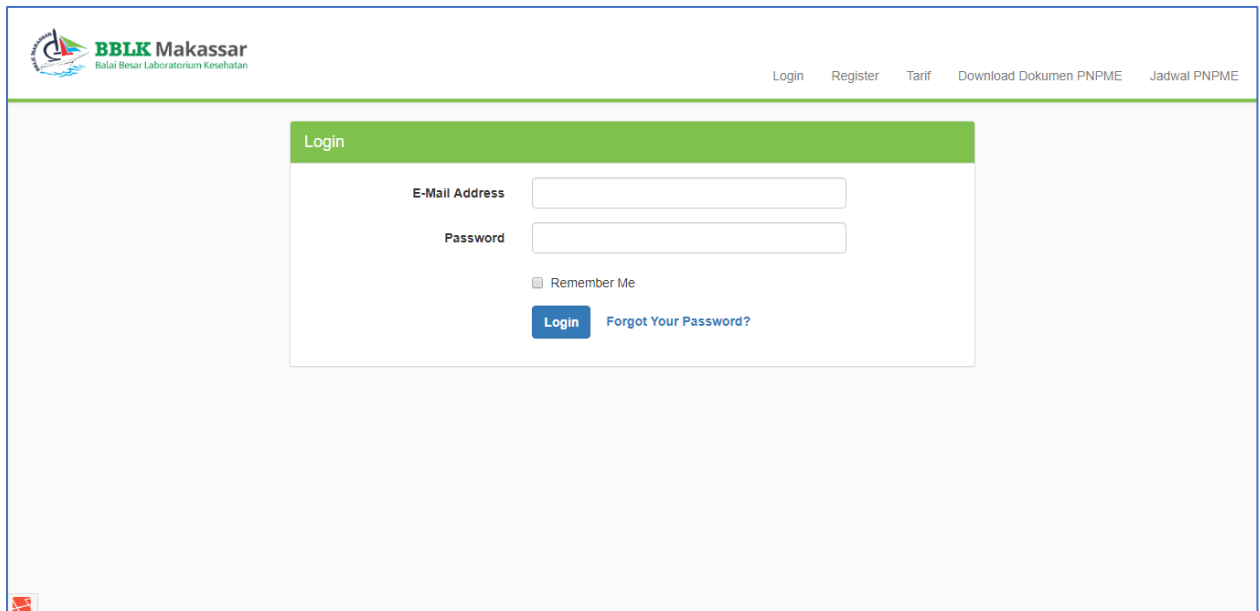 BBLK Makassar
Balai Besar Laboratorium Kesehatan
Login Register Tarif Download Dokumen PNPME Jadwal PNPME
Login
E-Mail Address
Password
Remember Me
Login Forgot Your Password?